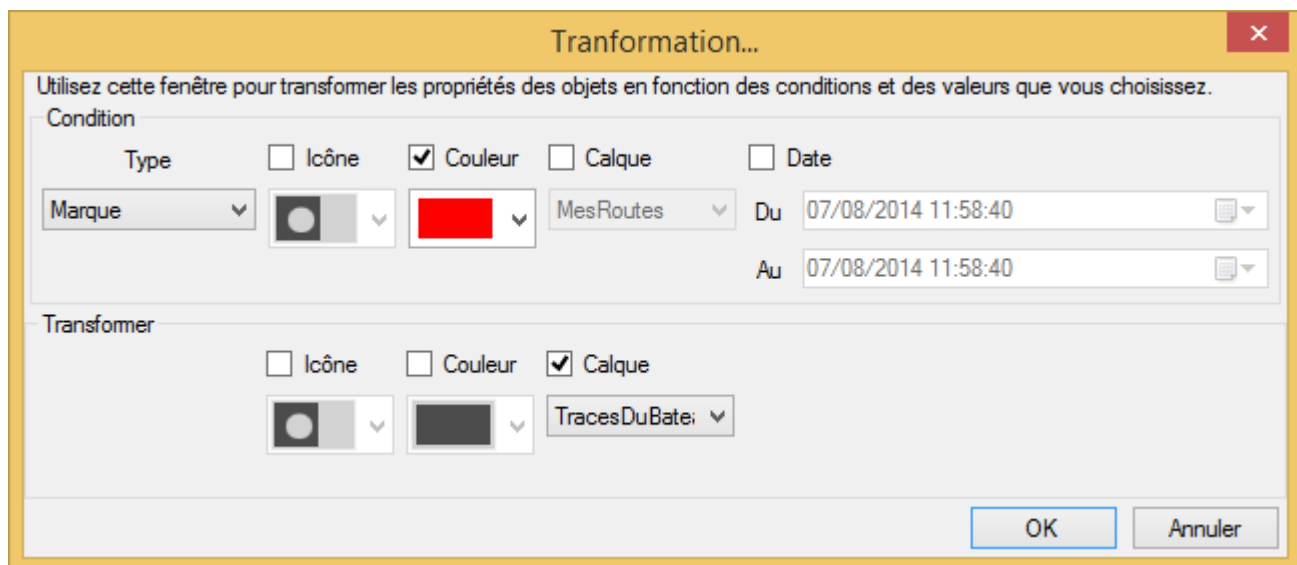 Tranformation...
Utilisez cette fenêtre pour transformer les propriétés des objets en fonction des conditions et des valeurs que vous choisissez.
Condition
Type Icône Couleur Calque Date
Marque MesRoutes Du 07/08/2014 11:58:40
Au 07/08/2014 11:58:40
Transformer
Icône Couleur Calque
TracesDuBate
OK Annuler